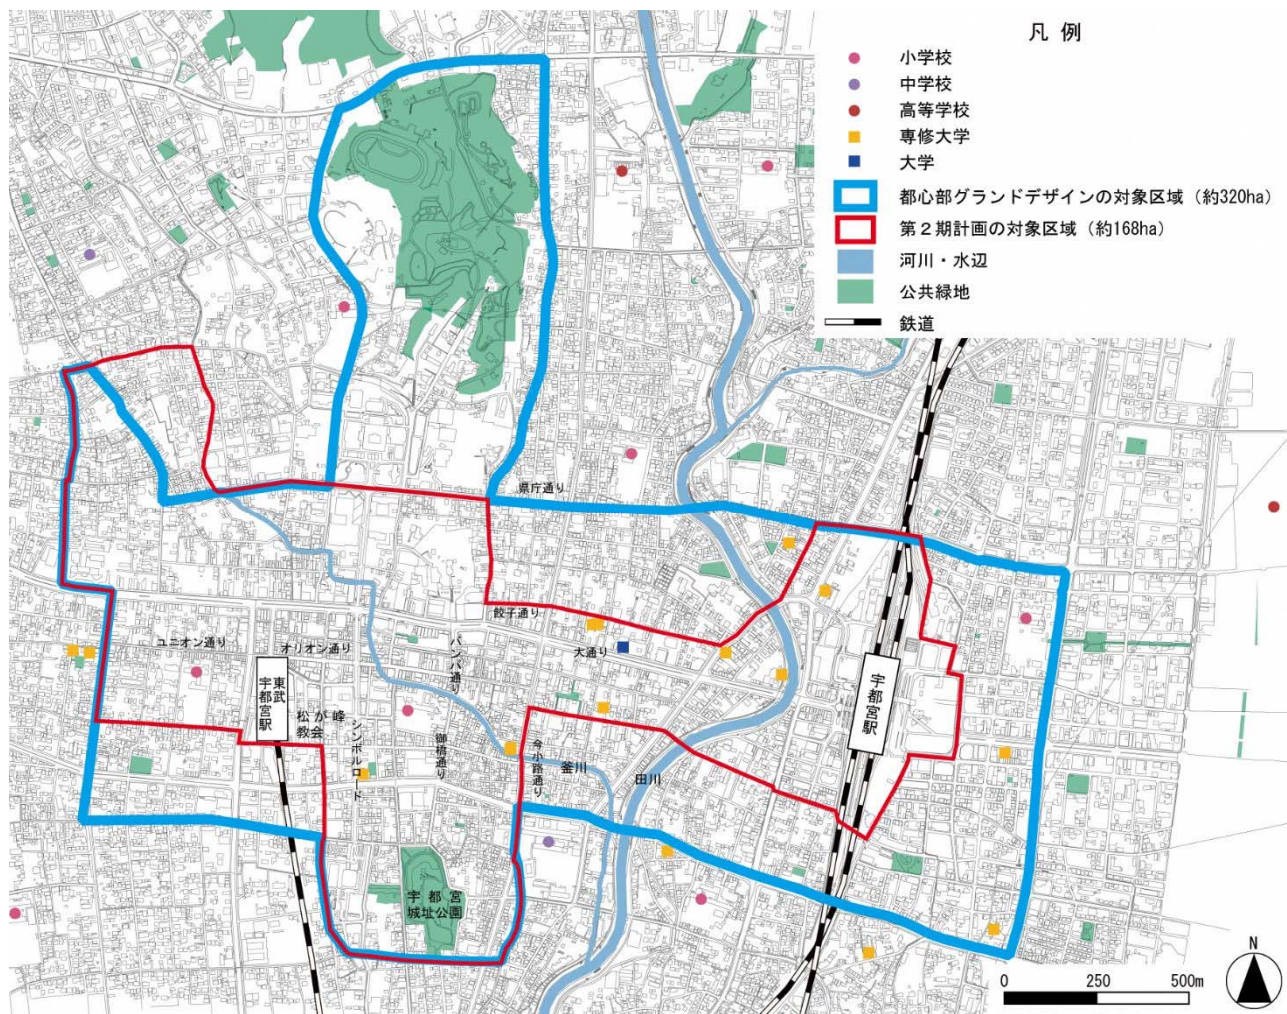 凡 例
小学校
中学校
高等学校
専修大学
大学
都心部グランドデザインの対象区域（約320ha）
第２期計画の対象区域（約168ha）
河川・水辺
公共緑地
鉄道
県庁通り
餃子通り
大通り
ユニオン通り
オリオン通り
バンバ通り
東武
宇都宮駅
松が峰
教会
シンボルロード
御橋通り
今小路通り
釜川
田川
宇都宮駅
宇都宮
城址公園
N
0 250 500m